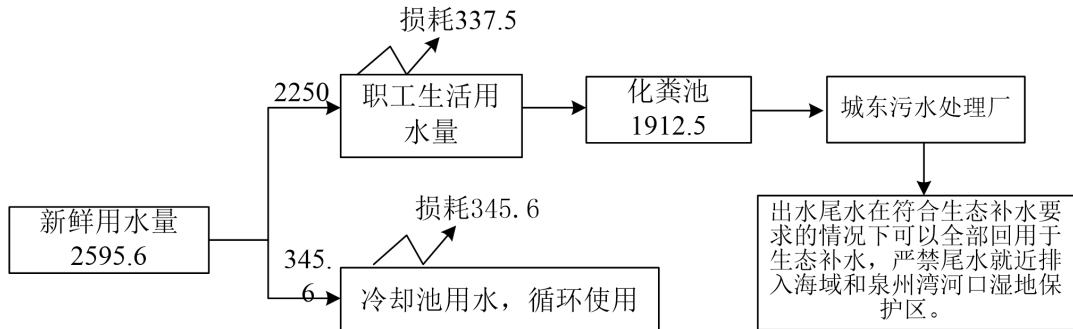 损耗337.5
2250
职工生活用
水量
化粪池
1912.5
城东污水处理厂
新鲜用水量
2595.6
损耗345.6
345.
6
冷却池用水，循环使用
出水尾水在符合生态补水要
求的情况下可以全部回用于
生态补水，严禁尾水就近排
入海域和泉州湾河口湿地保
护区。